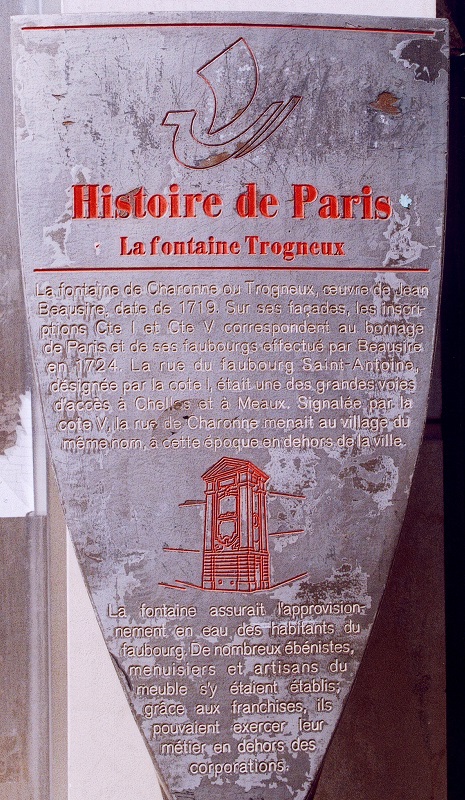 Histoire de Paris
La fontaine Trogneux
La fontaine de Charonne ou Trogneux, œuvre de Jean
Beausire, date de 1719. Sur ses façades, les inscri-
ptions Cte I et Cte V correspondent au bornage
de Paris et de ses faubourgs effectué par Beausire
en 1724. La rue du faubourg Saint-Antoine,
désignée par la cote I, était une des grandes voies
d'accès à Chelles et à Meaux. Signalée par la
cote V, la rue de Charonne menait au village du
même nom, à cette époque en dehors de la ville.
La fontaine assurait l'approvision-
nement en eau des habitants du
faubourg. De nombreux ébénistes,
menuisiers et artisans du
meuble s'y étaient établis;
grâce aux franchises, ils
pouvaient exercer leur
métier en dehors des
corporations.